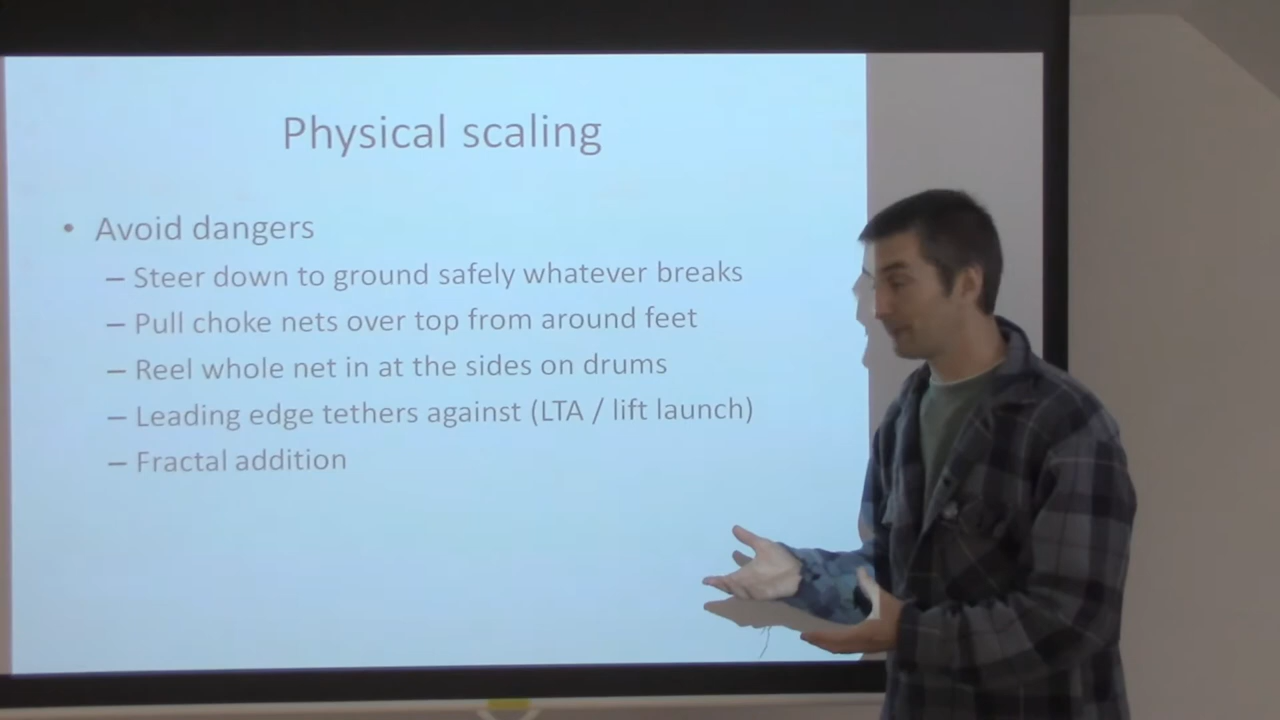 Physical scaling
• Avoid dangers
– Steer down to ground safely whatever breaks
– Pull choke nets over top from around feet
– Reel whole net in at the sides on drums
– Leading edge tethers against (LTA / lift launch)
– Fractal addition